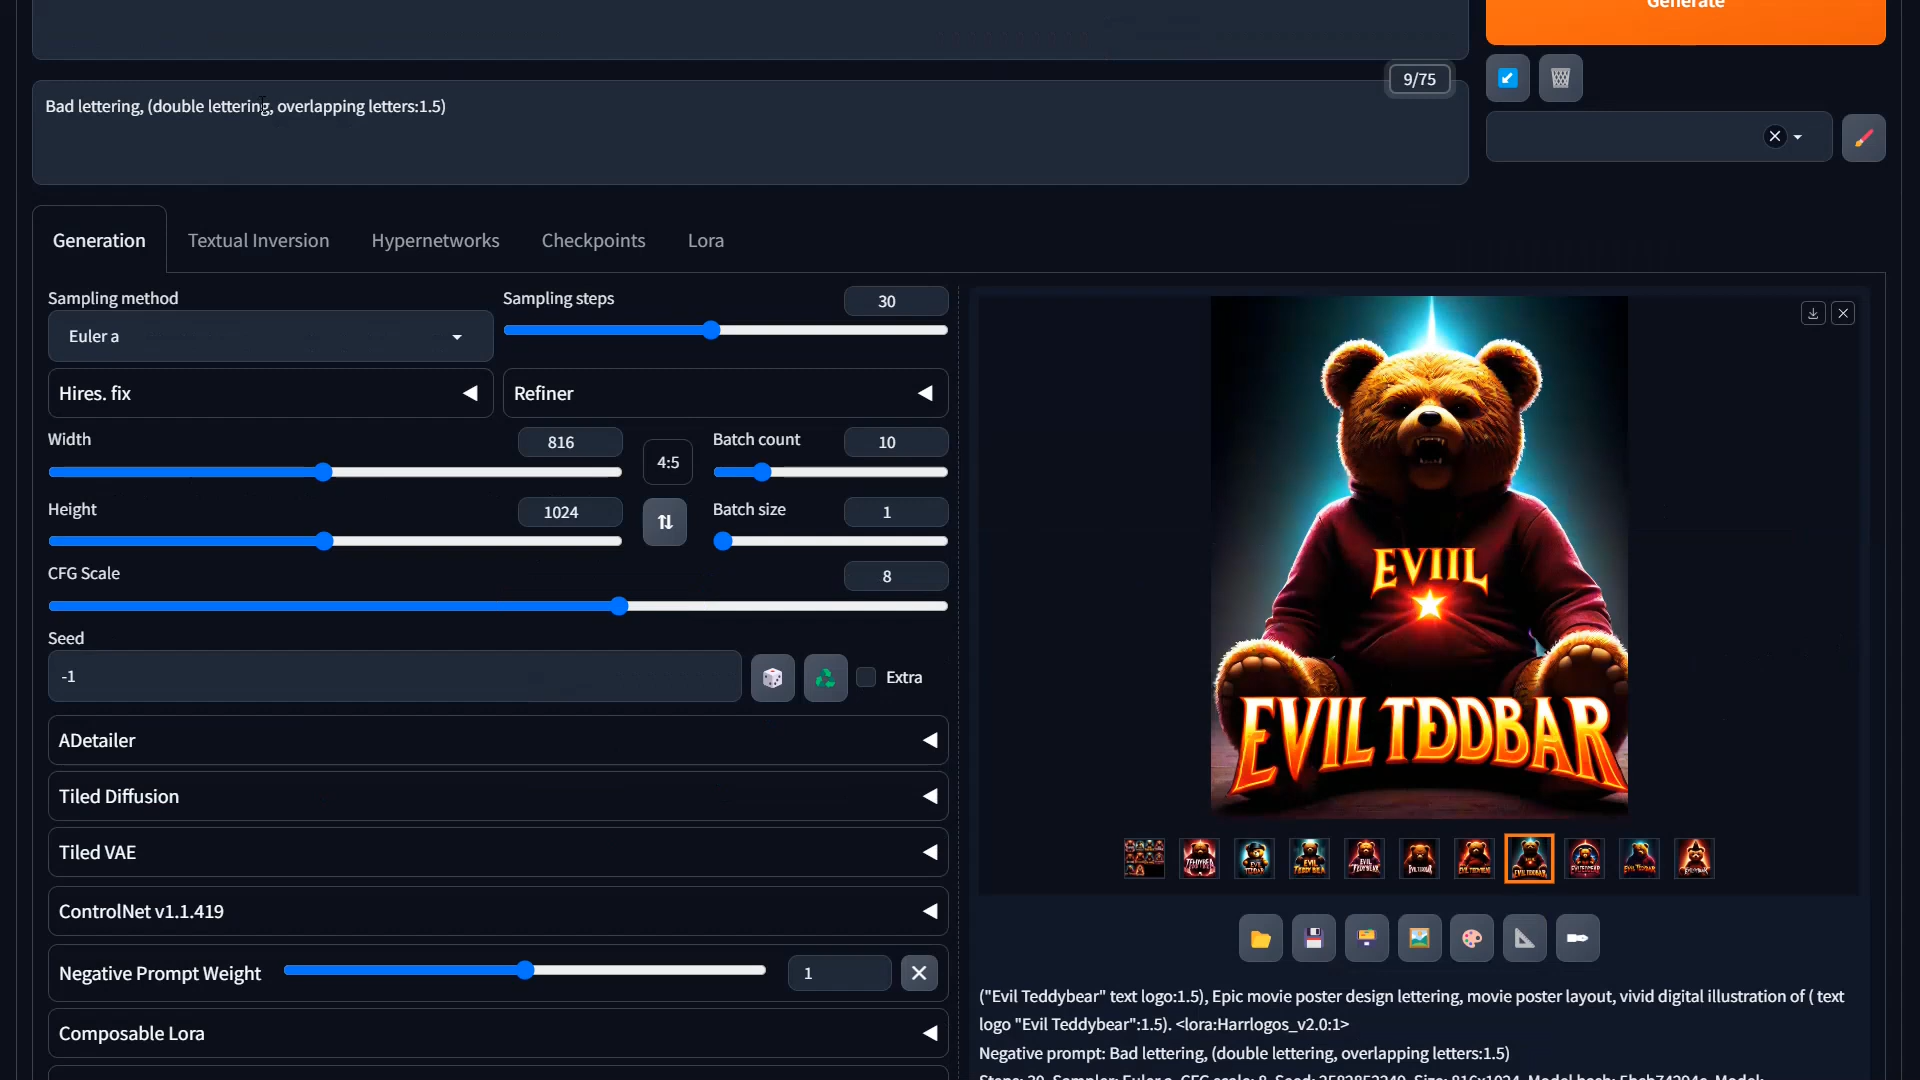 Generate
9/75
Bad lettering, (double lettering, overlapping letters:1.5)
Generation
Textual Inversion
Hypernetworks
Checkpoints
Lora
Sampling method
Euler a
Sampling steps
30
Hires. fix
Refiner
Width
816
4:5
Batch count
10
Height
1024
Batch size
1
CFG Scale
8
Seed
-1
Extra
ADetailer
Tiled Diffusion
Tiled VAE
ControlNet v1.1.419
Negative Prompt Weight
1
Composable Lora
EVIIL
EVIL TEDDBAR
("Evil Teddybear" text logo:1.5), Epic movie poster design lettering, movie poster layout, vivid digital illustration of ( text
logo "Evil Teddybear":1.5). <lora:Harrlogos_v2.0:1>
Negative prompt: Bad lettering, (double lettering, overlapping letters:1.5)